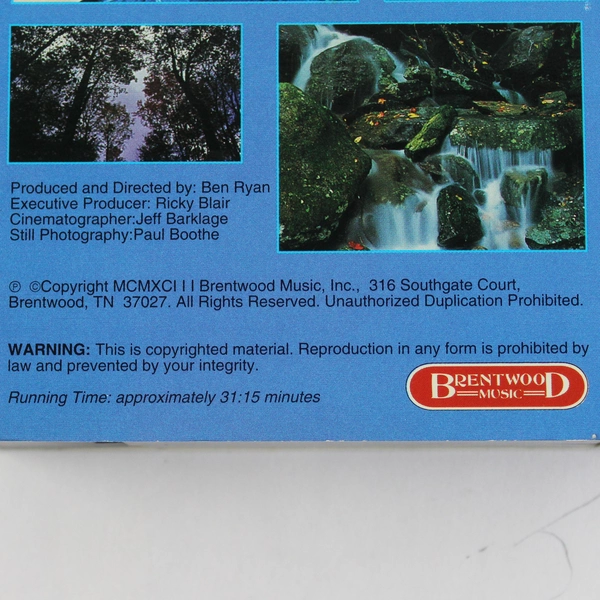 Produced and Directed by: Ben Ryan
Executive Producer: Ricky Blair
Cinematographer:Jeff Barklage
Still Photography:Paul Boothe
℗ ©Copyright MCMXCI I I Brentwood Music, Inc., 316 Southgate Court,
Brentwood, TN 37027. All Rights Reserved. Unauthorized Duplication Prohibited.
WARNING: This is copyrighted material. Reproduction in any form is prohibited by
law and prevented by your integrity.
Running Time: approximately 31:15 minutes
BRENTWOOD
MUSIC